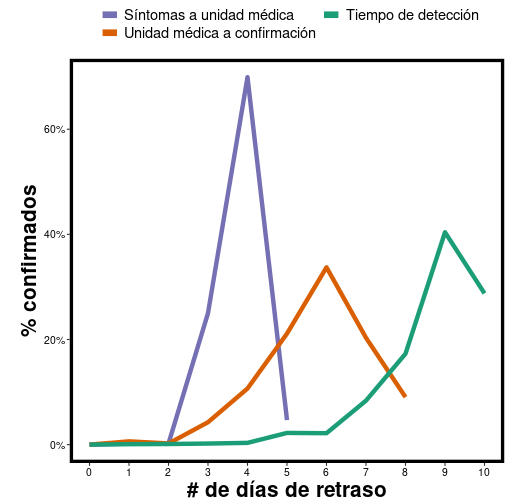 Síntomas a unidad médica
Tiempo de detección
Unidad médica a confirmación
% confirmados
60%
40%
20%
0%
0 1 2 3 4 5 6 7 8 9 10
# de días de retraso